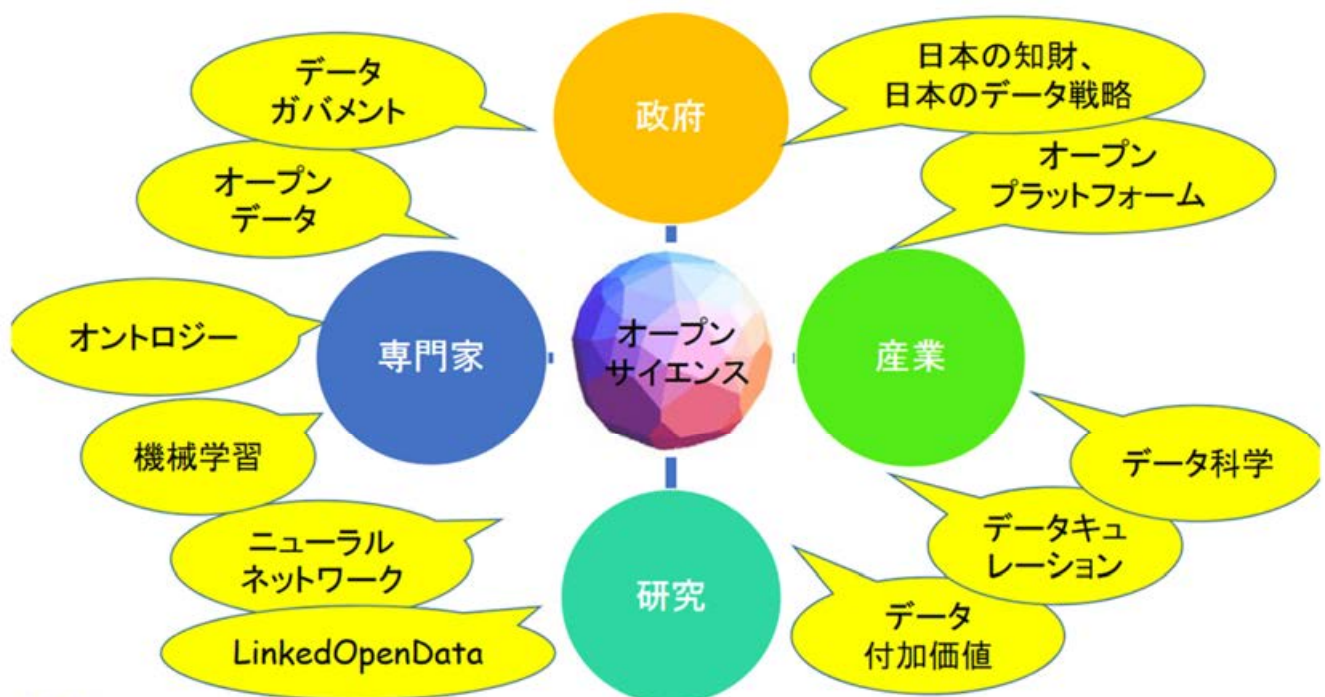 データ
ガバメント
政府
日本の知財、
日本のデータ戦略
オープン
データ
オープン
プラットフォーム
オントロジー
専門家
オープン
サイエンス
産業
機械学習
データ科学
ニューラル
ネットワーク
データキュ
レーション
研究
LinkedOpenData
データ
付加価値